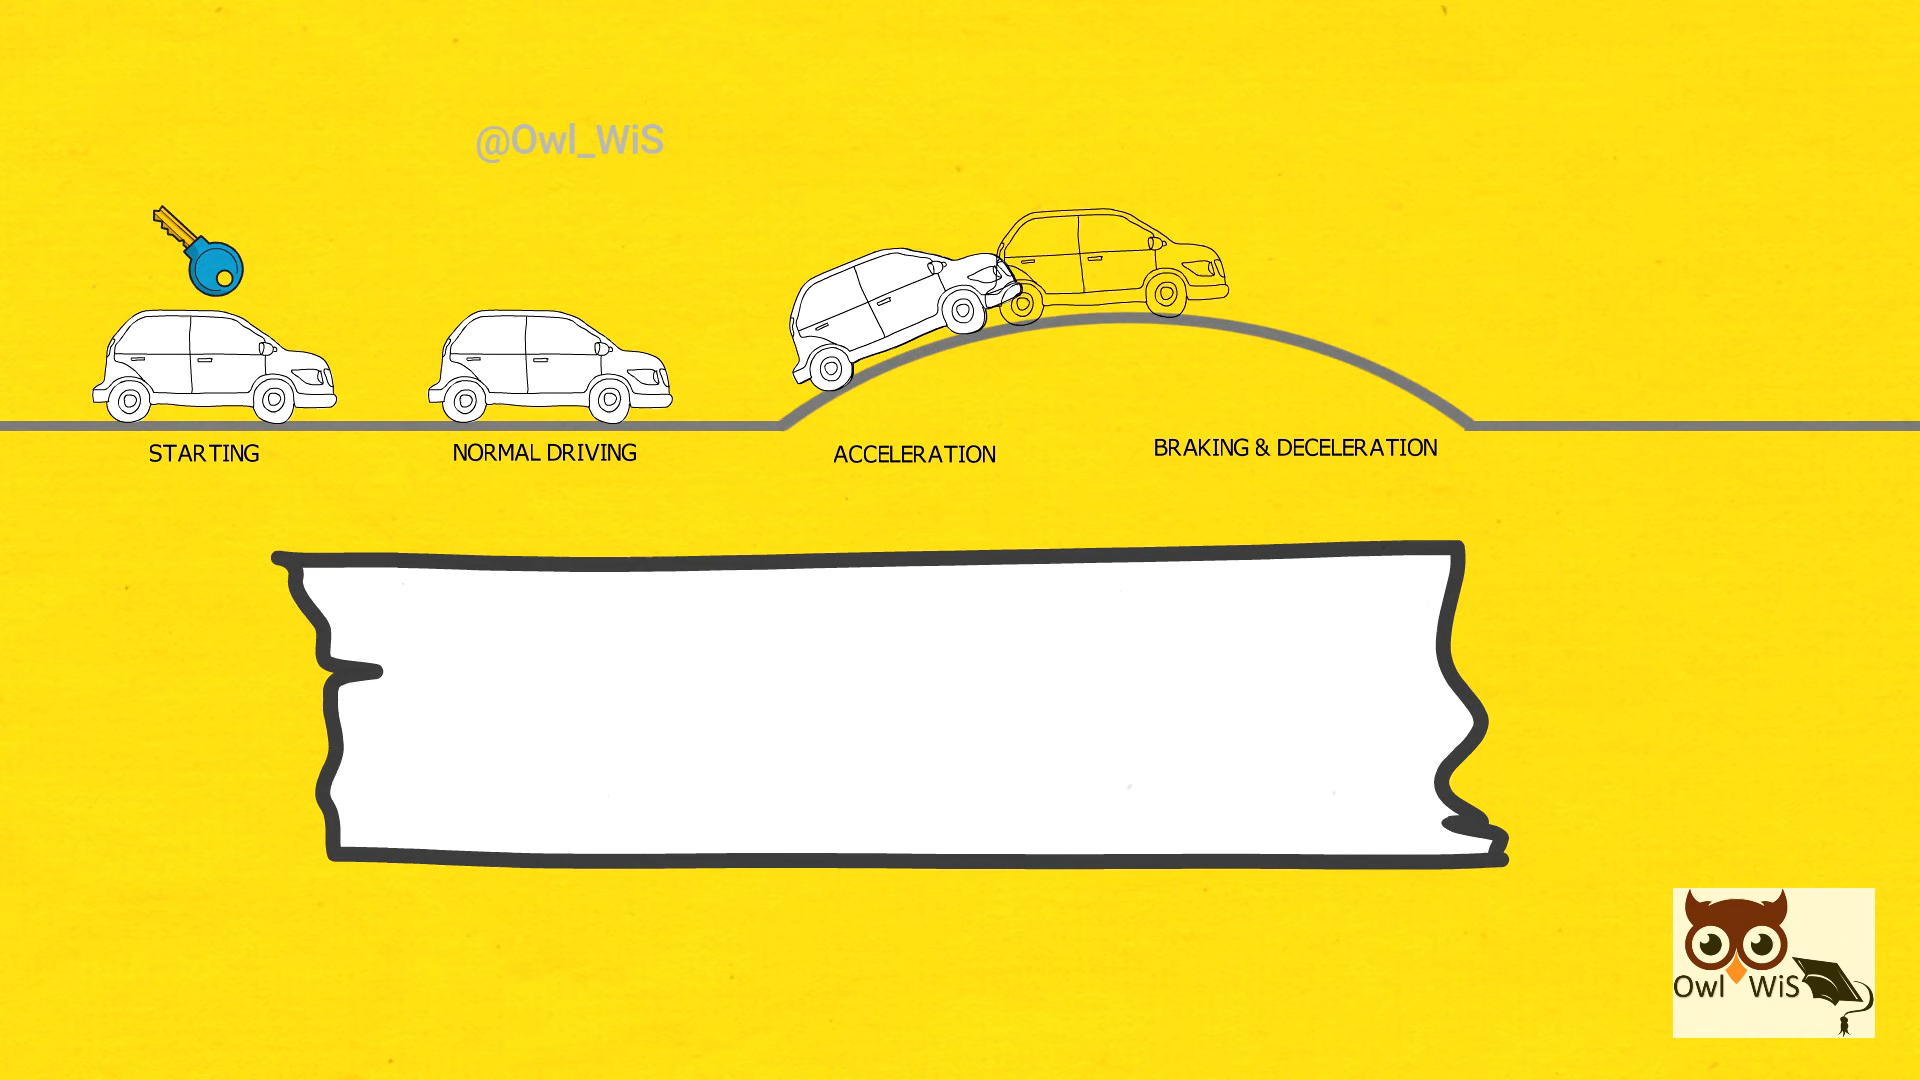 @Owl_WiS
STARTING
NORMAL DRIVING
ACCELERATION
BRAKING & DECELERATION
Owl WiS